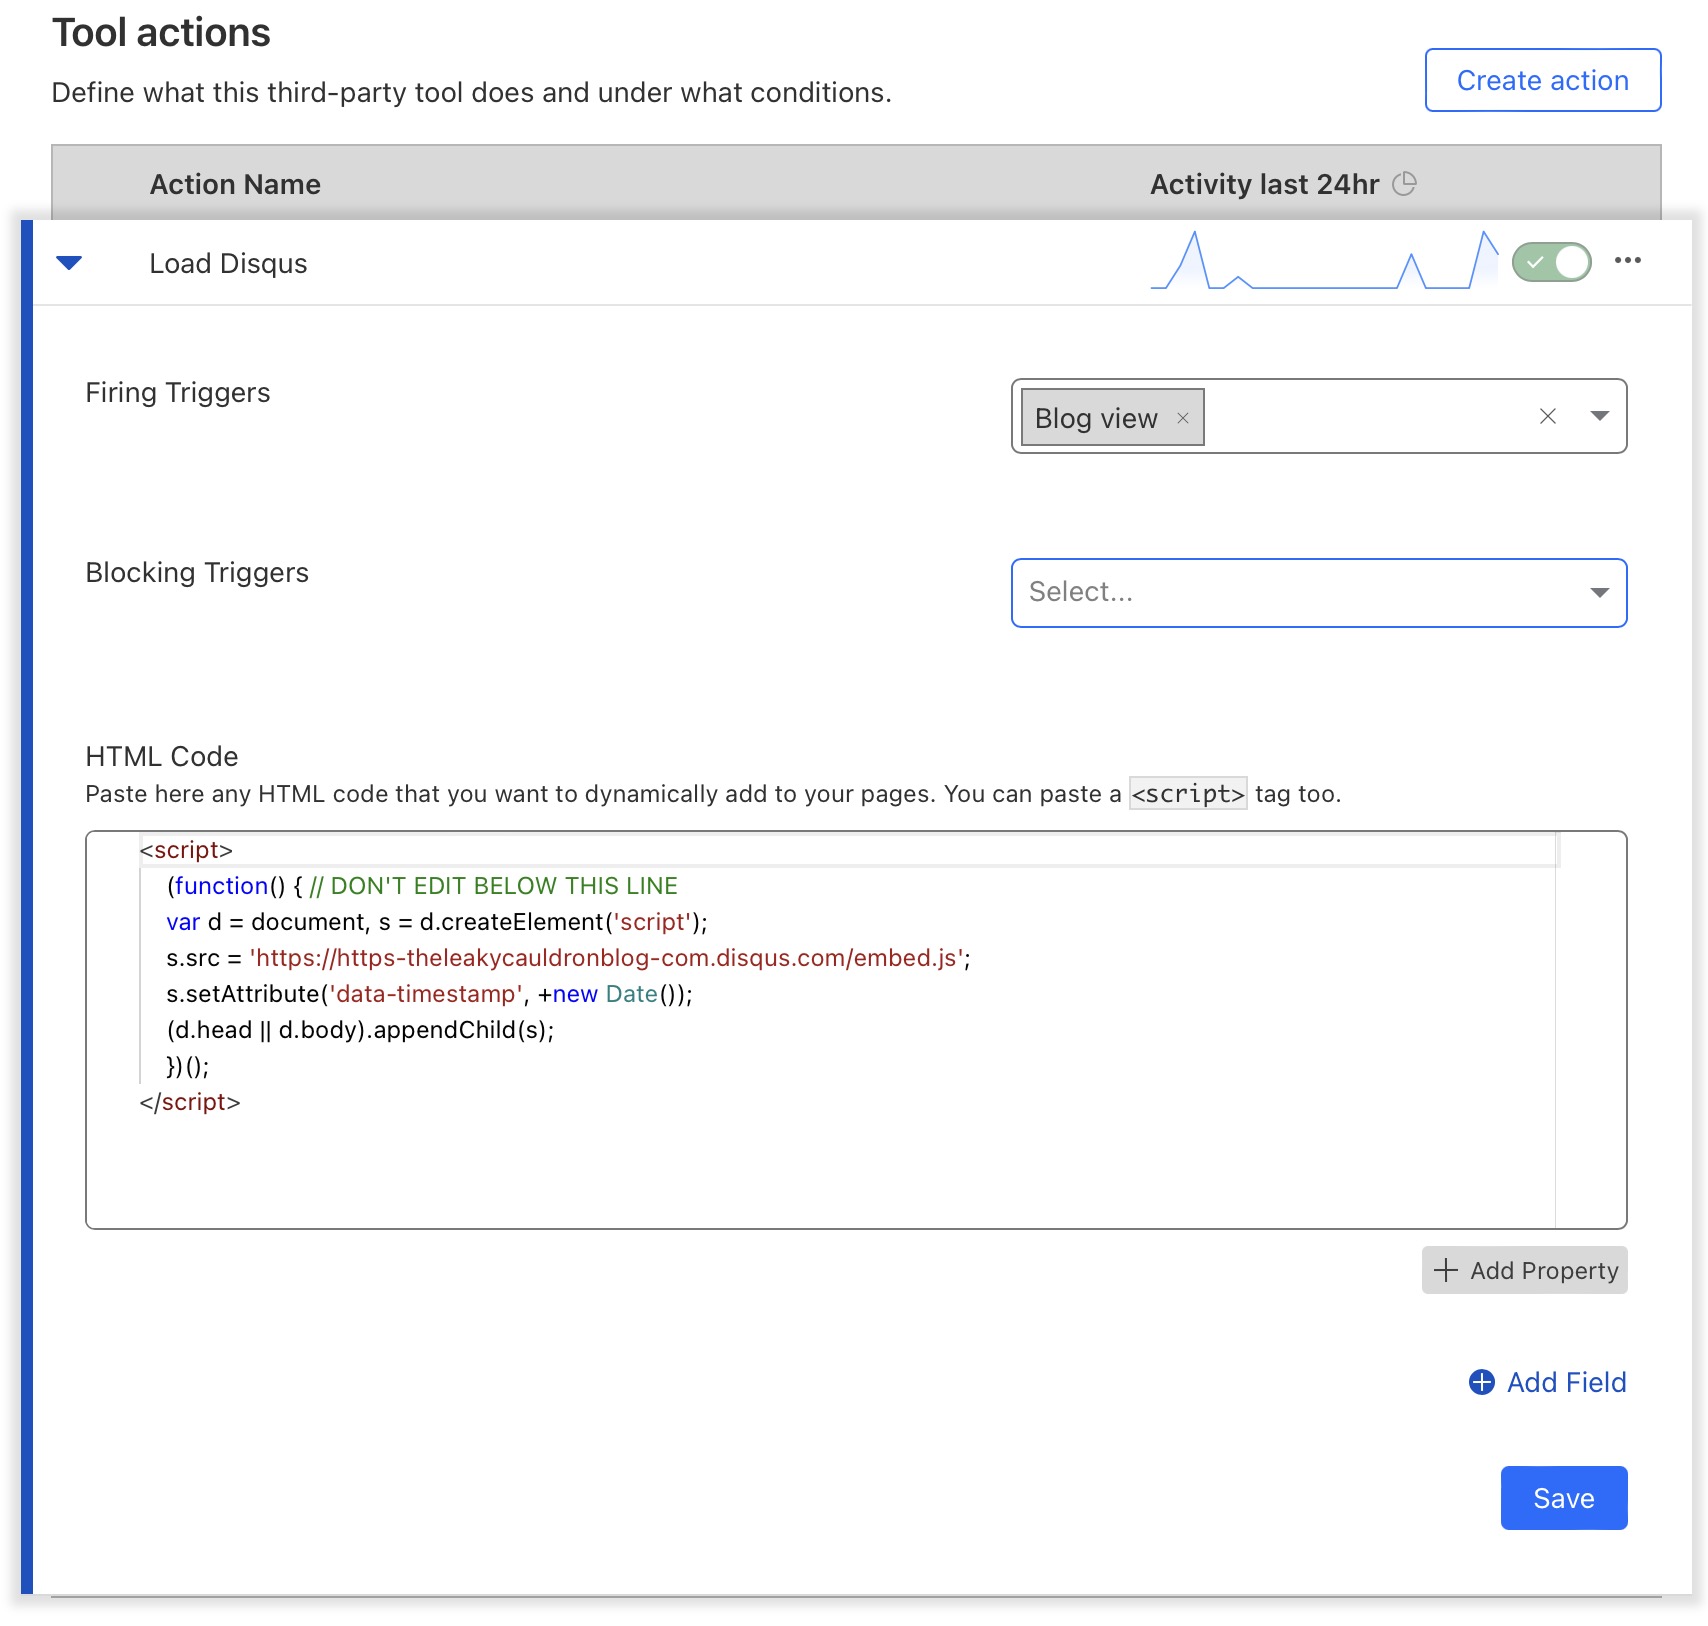 Tool actions
Define what this third-party tool does and under what conditions.
Create action
Action Name
Activity last 24hr
Load Disqus
Firing Triggers
Blog view
Blocking Triggers
Select...
HTML Code
Paste here any HTML code that you want to dynamically add to your pages. You can paste a <script> tag too.
<script>
(function() { // DON'T EDIT BELOW THIS LINE
var d = document, s = d.createElement('script');
s.src = 'https://https-theleakycauldronblog-com.disqus.com/embed.js';
s.setAttribute('data-timestamp', +new Date());
(d.head || d.body).appendChild(s);
})();
</script>
Add Property
Add Field
Save